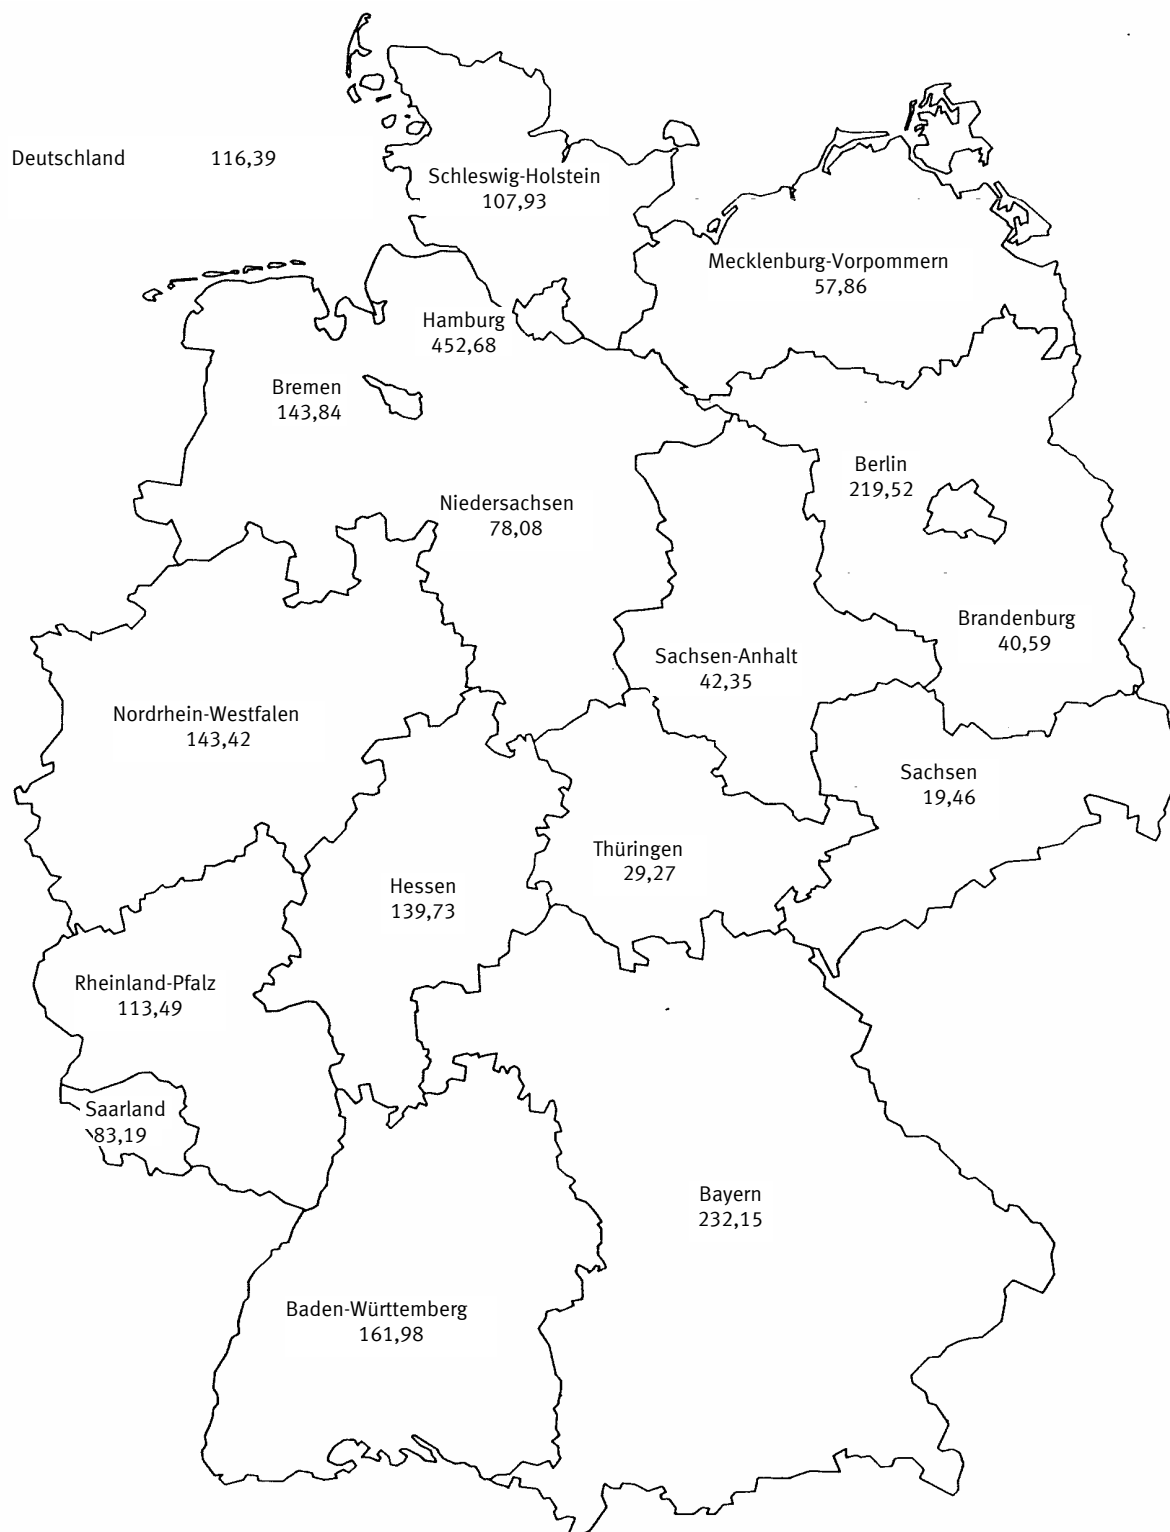 Deutschland 116,39
Schleswig-Holstein
107,93
Mecklenburg-Vorpommern
57,86
Hamburg
452,68
Bremen
143,84
Berlin
219,52
Niedersachsen
78,08
Brandenburg
40,59
Sachsen-Anhalt
42,35
Nordrhein-Westfalen
143,42
Sachsen
19,46
Thüringen
29,27
Hessen
139,73
Rheinland-Pfalz
113,49
Saarland
83,19
Bayern
232,15
Baden-Württemberg
161,98